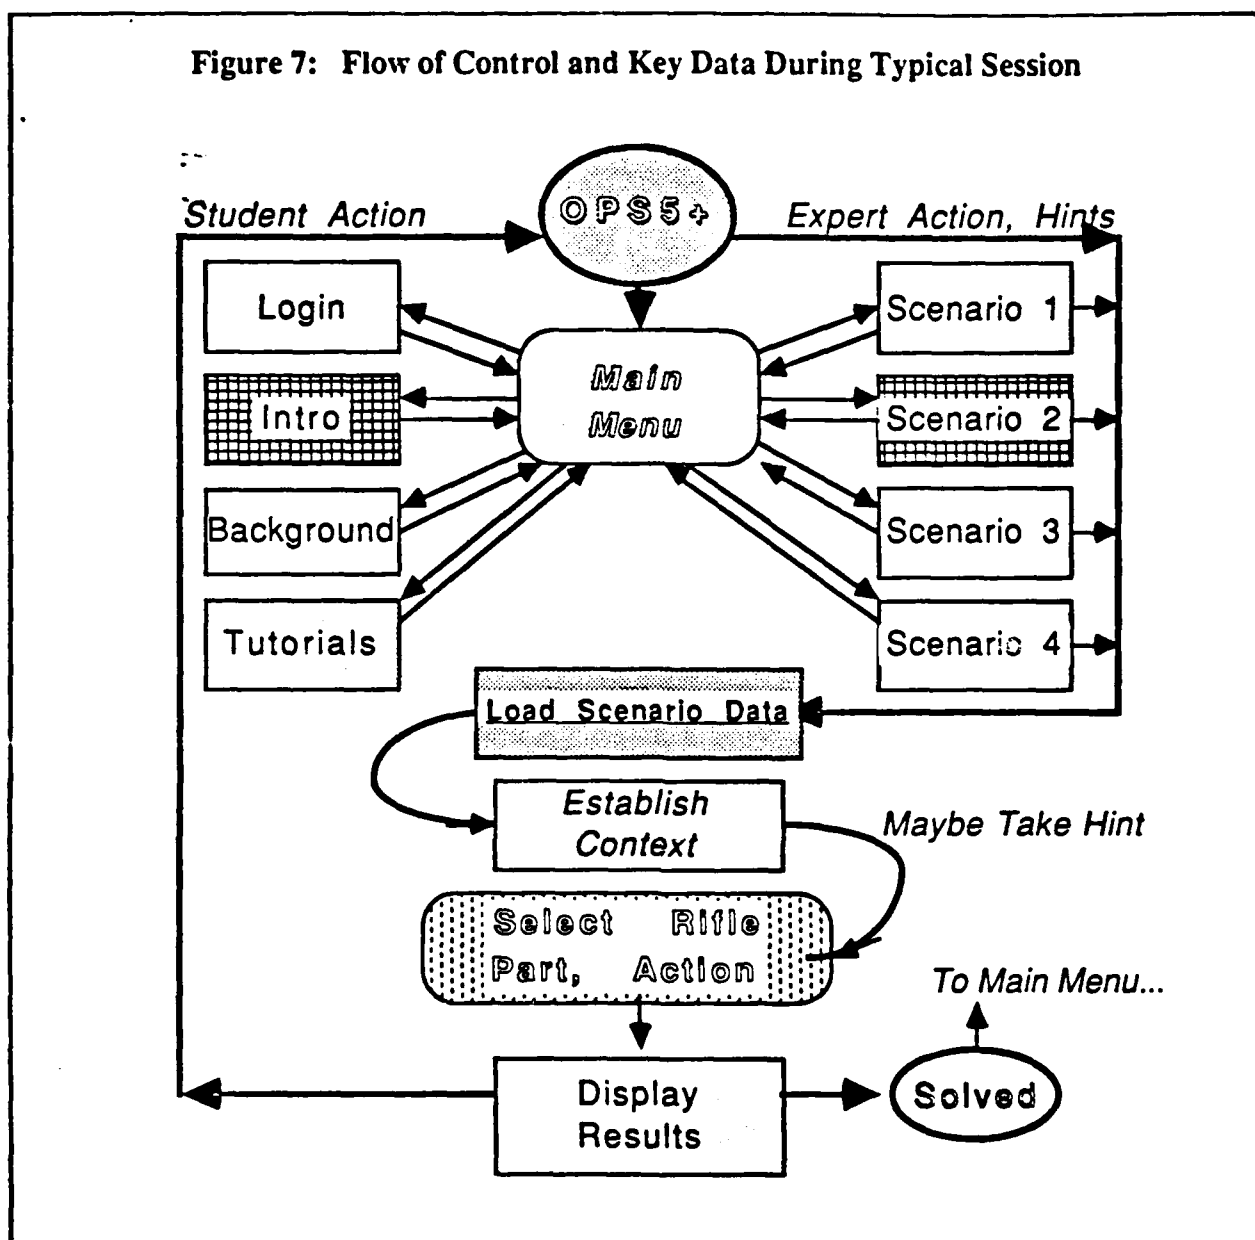 Figure 7: Flow of Control and Key Data During Typical Session
OPS5+
Student Action
Expert Action, Hints
Login
Scenario 1
Main
Menu
Intro
Scenario 2
Background
Scenario 3
Tutorials
Scenario 4
Load Scenario Data
Establish
Context
Maybe Take Hint
Select Rifle
Part, Action
To Main Menu...
Display
Results
Solved